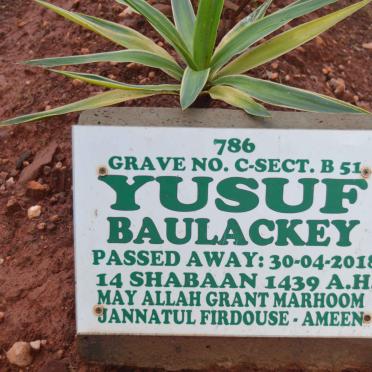 786
GRAVE NO. C-SECT. B 51
YUSUF
BAULACKEY
PASSED AWAY: 30-04-2018
14 SHABAAN 1439 A.H.
MAY ALLAH GRANT MARHOOM
JANNATUL FIRDOUSE - AMEEN